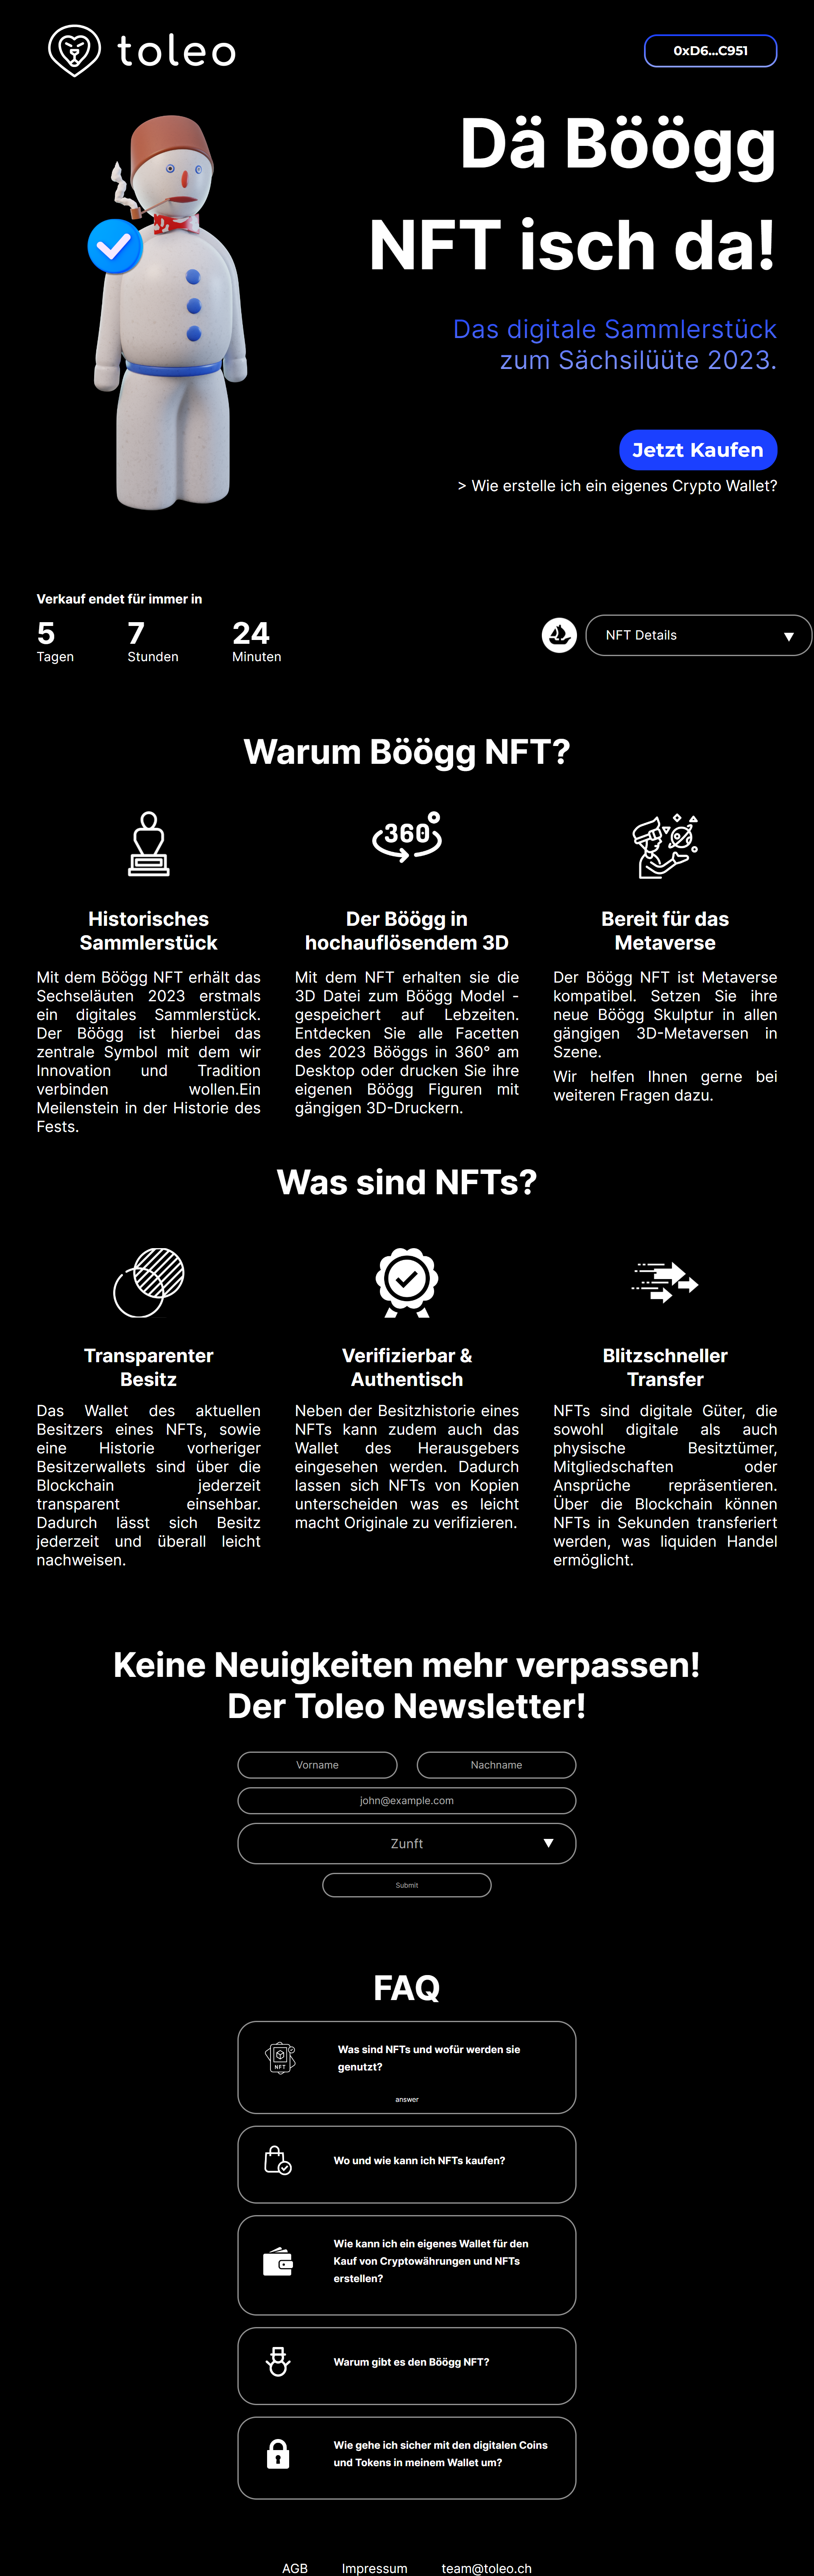 toleo
0xD6...C951
Dä Böögg
NFT isch da!
Das digitale Sammlerstück
zum Sächsilüüte 2023.
Jetzt Kaufen
> Wie erstelle ich ein eigenes Crypto Wallet?
Verkauf endet für immer in
5 7 24
Tagen Stunden Minuten
NFT Details
Warum Böögg NFT?
360°
Historisches
Sammlerstück
Mit dem Böögg NFT erhält das
Sechseläuten 2023 erstmals
ein digitales Sammlerstück.
Der Böögg ist hierbei das
zentrale Symbol mit dem wir
Innovation und Tradition
verbinden wollen.Ein
Meilenstein in der Historie des
Fests.
Der Böögg in
hochauflösendem 3D
Mit dem NFT erhalten sie die
3D Datei zum Böögg Model -
gespeichert auf Lebzeiten.
Entdecken Sie alle Facetten
des 2023 Bööggs in 360° am
Desktop oder drucken Sie ihre
eigenen Böögg Figuren mit
gängigen 3D-Druckern.
Bereit für das
Metaverse
Der Böögg NFT ist Metaverse
kompatibel. Setzen Sie ihre
neue Böögg Skulptur in allen
gängigen 3D-Metaversen in
Szene.
Wir helfen Ihnen gerne bei
weiteren Fragen dazu.
Was sind NFTs?
Transparenter
Besitz
Das Wallet des aktuellen
Besitzers eines NFTs, sowie
eine Historie vorheriger
Besitzerwallets sind über die
Blockchain jederzeit
transparent einsehbar.
Dadurch lässt sich Besitz
jederzeit und überall leicht
nachweisen.
Verifizierbar &
Authentisch
Neben der Besitzhistorie eines
NFTs kann zudem auch das
Wallet des Herausgebers
eingesehen werden. Dadurch
lassen sich NFTs von Kopien
unterscheiden was es leicht
macht Originale zu verifizieren.
Blitzschneller
Transfer
NFTs sind digitale Güter, die
sowohl digitale als auch
physische Besitztümer,
Mitgliedschaften oder
Ansprüche repräsentieren.
Über die Blockchain können
NFTs in Sekunden transferiert
werden, was liquiden Handel
ermöglicht.
Keine Neuigkeiten mehr verpassen!
Der Toleo Newsletter!
Vorname Nachname
john@example.com
Zunft
Submit
FAQ
NFT
Was sind NFTs und wofür werden sie
genutzt?
answer
Wo und wie kann ich NFTs kaufen?
Wie kann ich ein eigenes Wallet für den
Kauf von Cryptowährungen und NFTs
erstellen?
Warum gibt es den Böögg NFT?
Wie gehe ich sicher mit den digitalen Coins
und Tokens in meinem Wallet um?
AGB Impressum team@toleo.ch